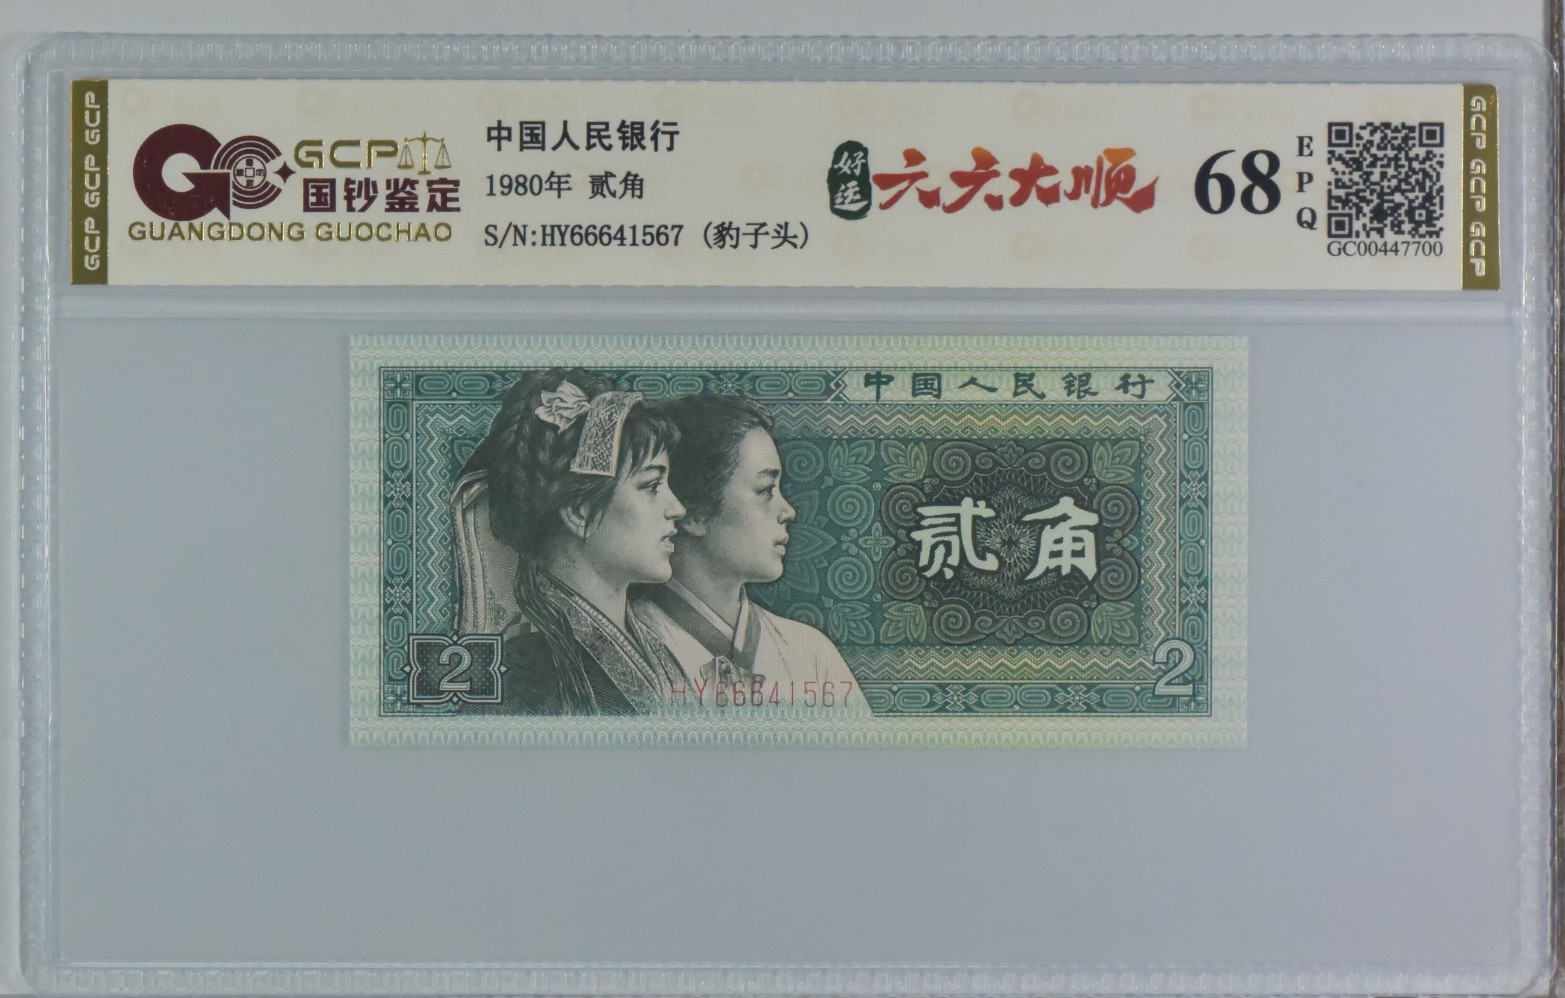 GCP GCP GCP
GCP
国钞鉴定
GUANGDONG GUOCHAO
中国人民银行
1980年 贰角
S/N:HY66641567 (豹子头)
好运
六六大顺
68
EPQ
GC00447700
GCP GCP GCP
中国人民银行
贰角
2
2
HY66641567